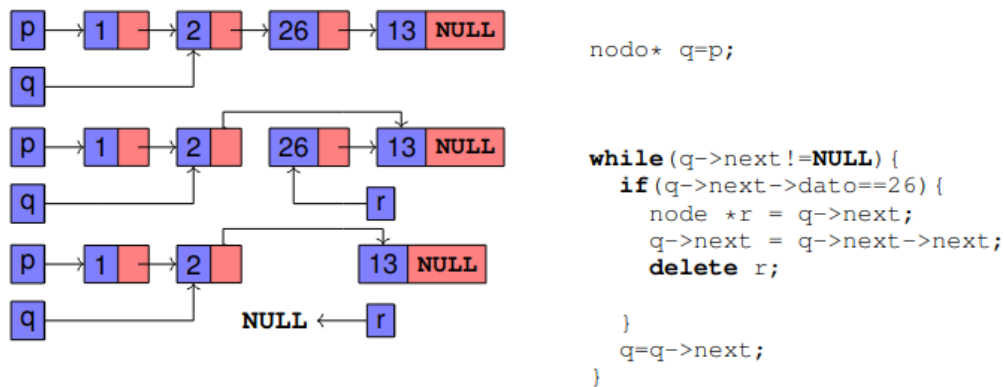 p 1 2 26 13 NULL
q
p 1 2 26 13 NULL
q r
p 1 2 13 NULL
q NULL r
nodo* q=p;
while(q->next!=NULL){
if(q->next->dato==26){
node *r = q->next;
q->next = q->next->next;
delete r;
}
q=q->next;
}